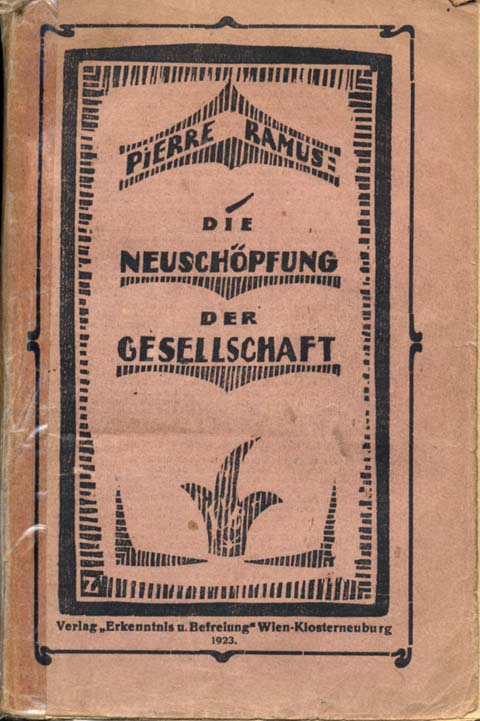 PiERRE RAMUS:
DIE
NEUSCHÖPFUNG
DER
GESELLSCHAFT
Z
Verlag „Erkenntnis u. Befreiung“ Wien-Klosterneuburg
1923.